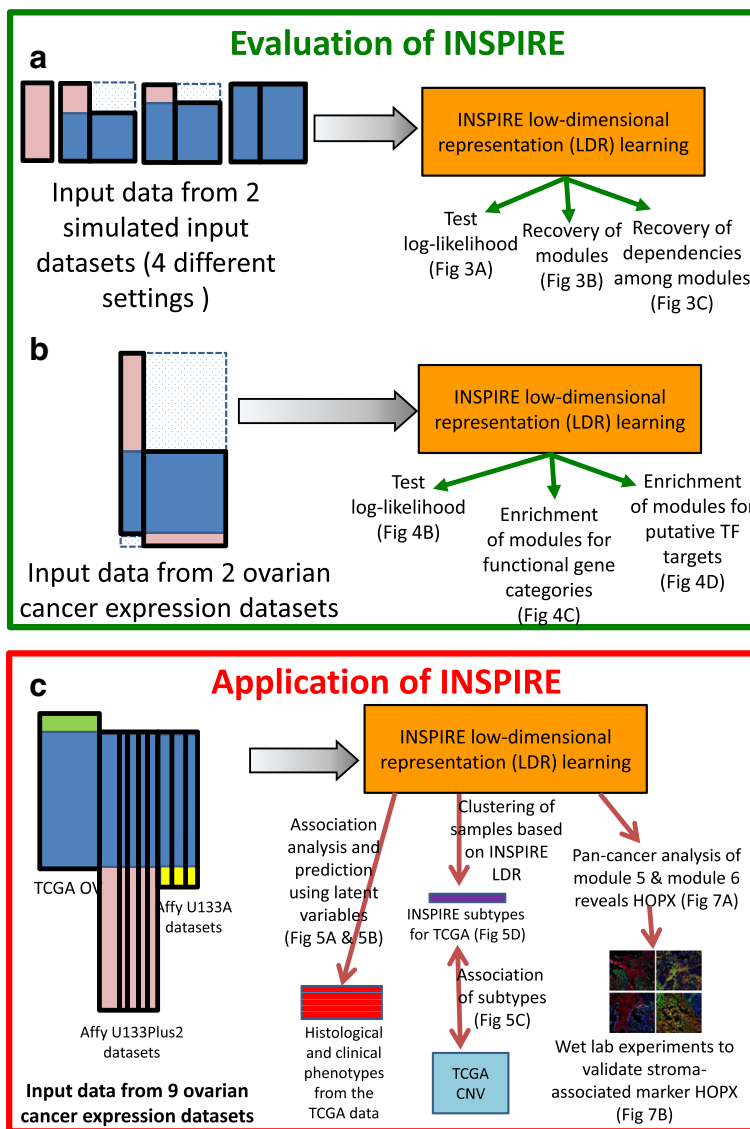 Evaluation of INSPIRE
a
INSPIRE low-dimensional
representation (LDR) learning
Input data from 2
simulated input
datasets (4 different
settings )
Test
log-likelihood
(Fig 3A)
Recovery of
modules
(Fig 3B)
Recovery of
dependencies
among modules
(Fig 3C)
b
INSPIRE low-dimensional
representation (LDR) learning
Input data from 2 ovarian
cancer expression datasets
Test
log-likelihood
(Fig 4B)
Enrichment
of modules for
functional gene
categories
(Fig 4C)
Enrichment
of modules for
putative TF
targets
(Fig 4D)
Application of INSPIRE
c
INSPIRE low-dimensional
representation (LDR) learning
TCGA OV
Affy U133A
datasets
Affy U133Plus2
datasets
Input data from 9 ovarian
cancer expression datasets
Association
analysis and
prediction
using latent
variables
(Fig 5A & 5B)
Histological
and clinical
phenotypes
from the
TCGA data
Clustering of
samples based
on INSPIRE
LDR
INSPIRE subtypes
for TCGA (Fig 5D)
Association
of subtypes
(Fig 5C)
TCGA
CNV
Pan-cancer analysis of
module 5 & module 6
reveals HOPX (Fig 7A)
Wet lab experiments to
validate stroma-
associated marker HOPX
(Fig 7B)